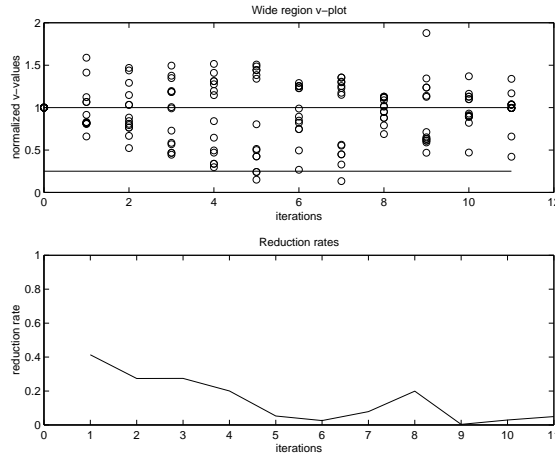 Wide region v-plot
2
1.5
1
0.5
0
normalized v-values
0 2 4 6 8 10 12
iterations
Reduction rates
1
0.8
0.6
0.4
0.2
0
reduction rate
0 1 2 3 4 5 6 7 8 9 10 11
iterations